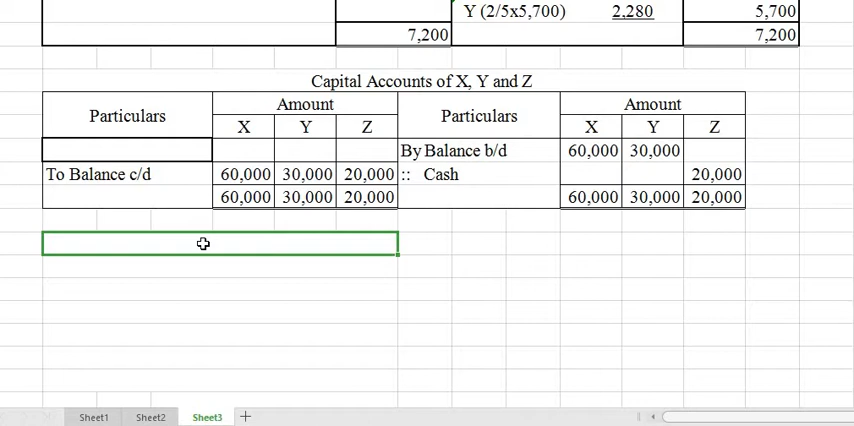 Y (2/5x5,700) 2,280 5,700
7,200 7,200
Capital Accounts of X, Y and Z
Particulars Amount Particulars Amount
X Y Z X Y Z
By Balance b/d 60,000 30,000
To Balance c/d 60,000 30,000 20,000 :: Cash 20,000
60,000 30,000 20,000 60,000 30,000 20,000
Sheet1 Sheet2 Sheet3